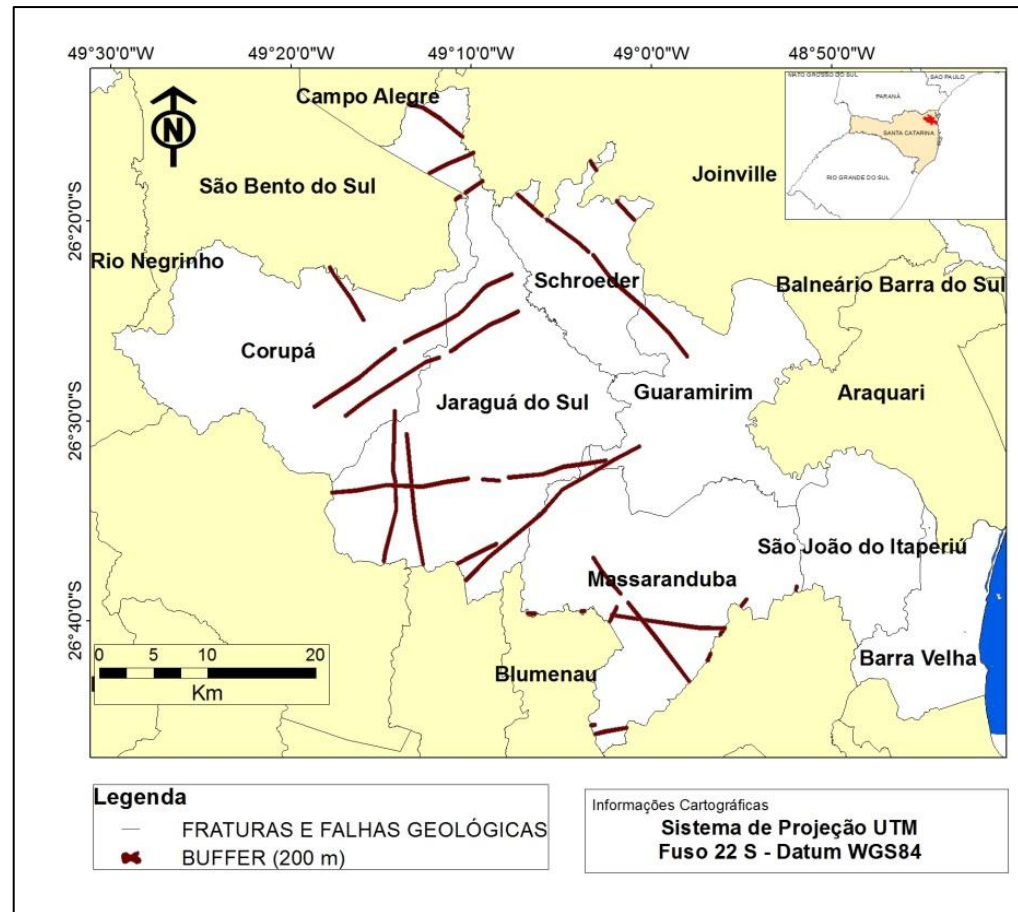 49°30'0"W 49°20'0"W 49°10'0"W 49°0'0"W 48°50'0"W
MATO GROSSO DO SUL
SAO PAULO
PARANÁ
SANTA CATARINA
RIO GRANDE DO SUL
N
Campo Alegre
São Bento do Sul
Joinville
26°20'0"S
Rio Negrinho
Schroeder
Balneário Barra do Sul
Corupá
Jaraguá do Sul
Guaramirim
Araquari
26°30'0"S
São João do Itaperiú
Massaranduba
26°40'0"S
0 5 10 20
Km
Blumenau
Barra Velha
Legenda
FRATURAS E FALHAS GEOLÓGICAS
BUFFER (200 m)
Informações Cartográficas
Sistema de Projeção UTM
Fuso 22 S - Datum WGS84